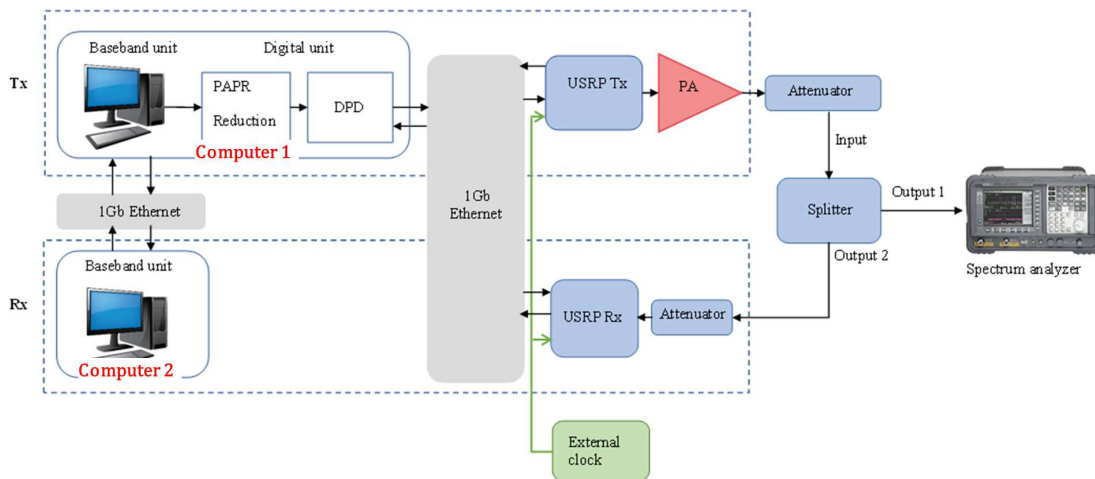 Tx
Baseband unit
Digital unit
PAPR
Reduction
DPD
Computer 1
1Gb Ethernet
1Gb
Ethernet
USRP Tx
PA
Attenuator
Input
Splitter
Output 1
Output 2
Spectrum analyzer
Rx
Baseband unit
Computer 2
USRP Rx
Attenuator
External
clock